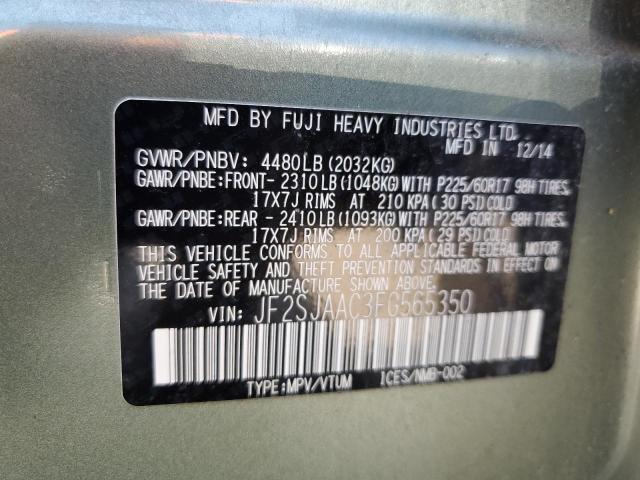 MFD BY FUJI HEAVY INDUSTRIES LTD.
MFD IN 12/14
GVWR/PNBV: 4480LB(2032KG)
GAWR/PNBE:FRONT- 2310LB(1048KG)WITH P225/60R17 98H TIRES,
17X7J RIMS AT 210 KPA(30 PSI)COLD
GAWR/PNBE:REAR - 2410LB(1093KG)WITH P225/60R17 98H TIRES,
17X7J RIMS AT 200 KPA(29 PSI)COLD
THIS VEHICLE CONFORMS TO ALL APPLICABLE FEDERAL MOTOR
VEHICLE SAFETY AND THEFT PREVENTION STANDARDS IN EFFECT ON
THE DATE OF MANUFACTURE SHOWN ABOVE.
VIN: JF2SJAAC3FG565350
TYPE:MPV/VTUM ICES/NMB-002